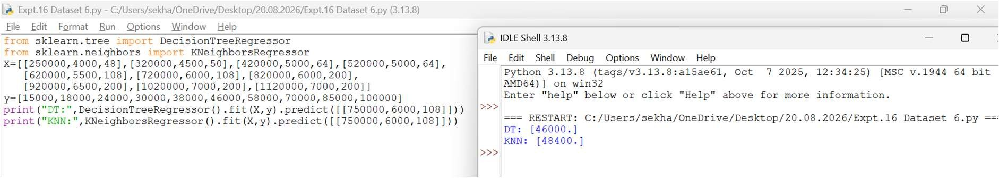 Expt.16 Dataset 6.py - C:/Users/sekha/OneDrive/Desktop/20.08.2026/Expt.16 Dataset 6.py (3.13.8)
File Edit Format Run Options Window Help
from sklearn.tree import DecisionTreeRegressor
from sklearn.neighbors import KNeighborsRegressor
X=[[250000,4000,48],[320000,4500,50],[420000,5000,64],[520000,5000,64],
   [620000,5500,108],[720000,6000,108],[820000,6000,200],
   [920000,6500,200],[1020000,7000,200],[1120000,7000,200]]
y=[15000,18000,24000,30000,38000,46000,58000,70000,85000,100000]
print("DT:",DecisionTreeRegressor().fit(X,y).predict([[750000,6000,108]]))
print("KNN:",KNeighborsRegressor().fit(X,y).predict([[750000,6000,108]]))
IDLE Shell 3.13.8
File Edit Shell Debug Options Window Help
Python 3.13.8 (tags/v3.13.8:a15ae61, Oct  7 2025, 12:34:25) [MSC v.1944 64 bit
AMD64)] on win32
Enter "help" below or click "Help" above for more information.
>>>
=== RESTART: C:/Users/sekha/OneDrive/Desktop/20.08.2026/Expt.16 Dataset 6.py ===
DT: [46000.]
KNN: [48400.]
>>>